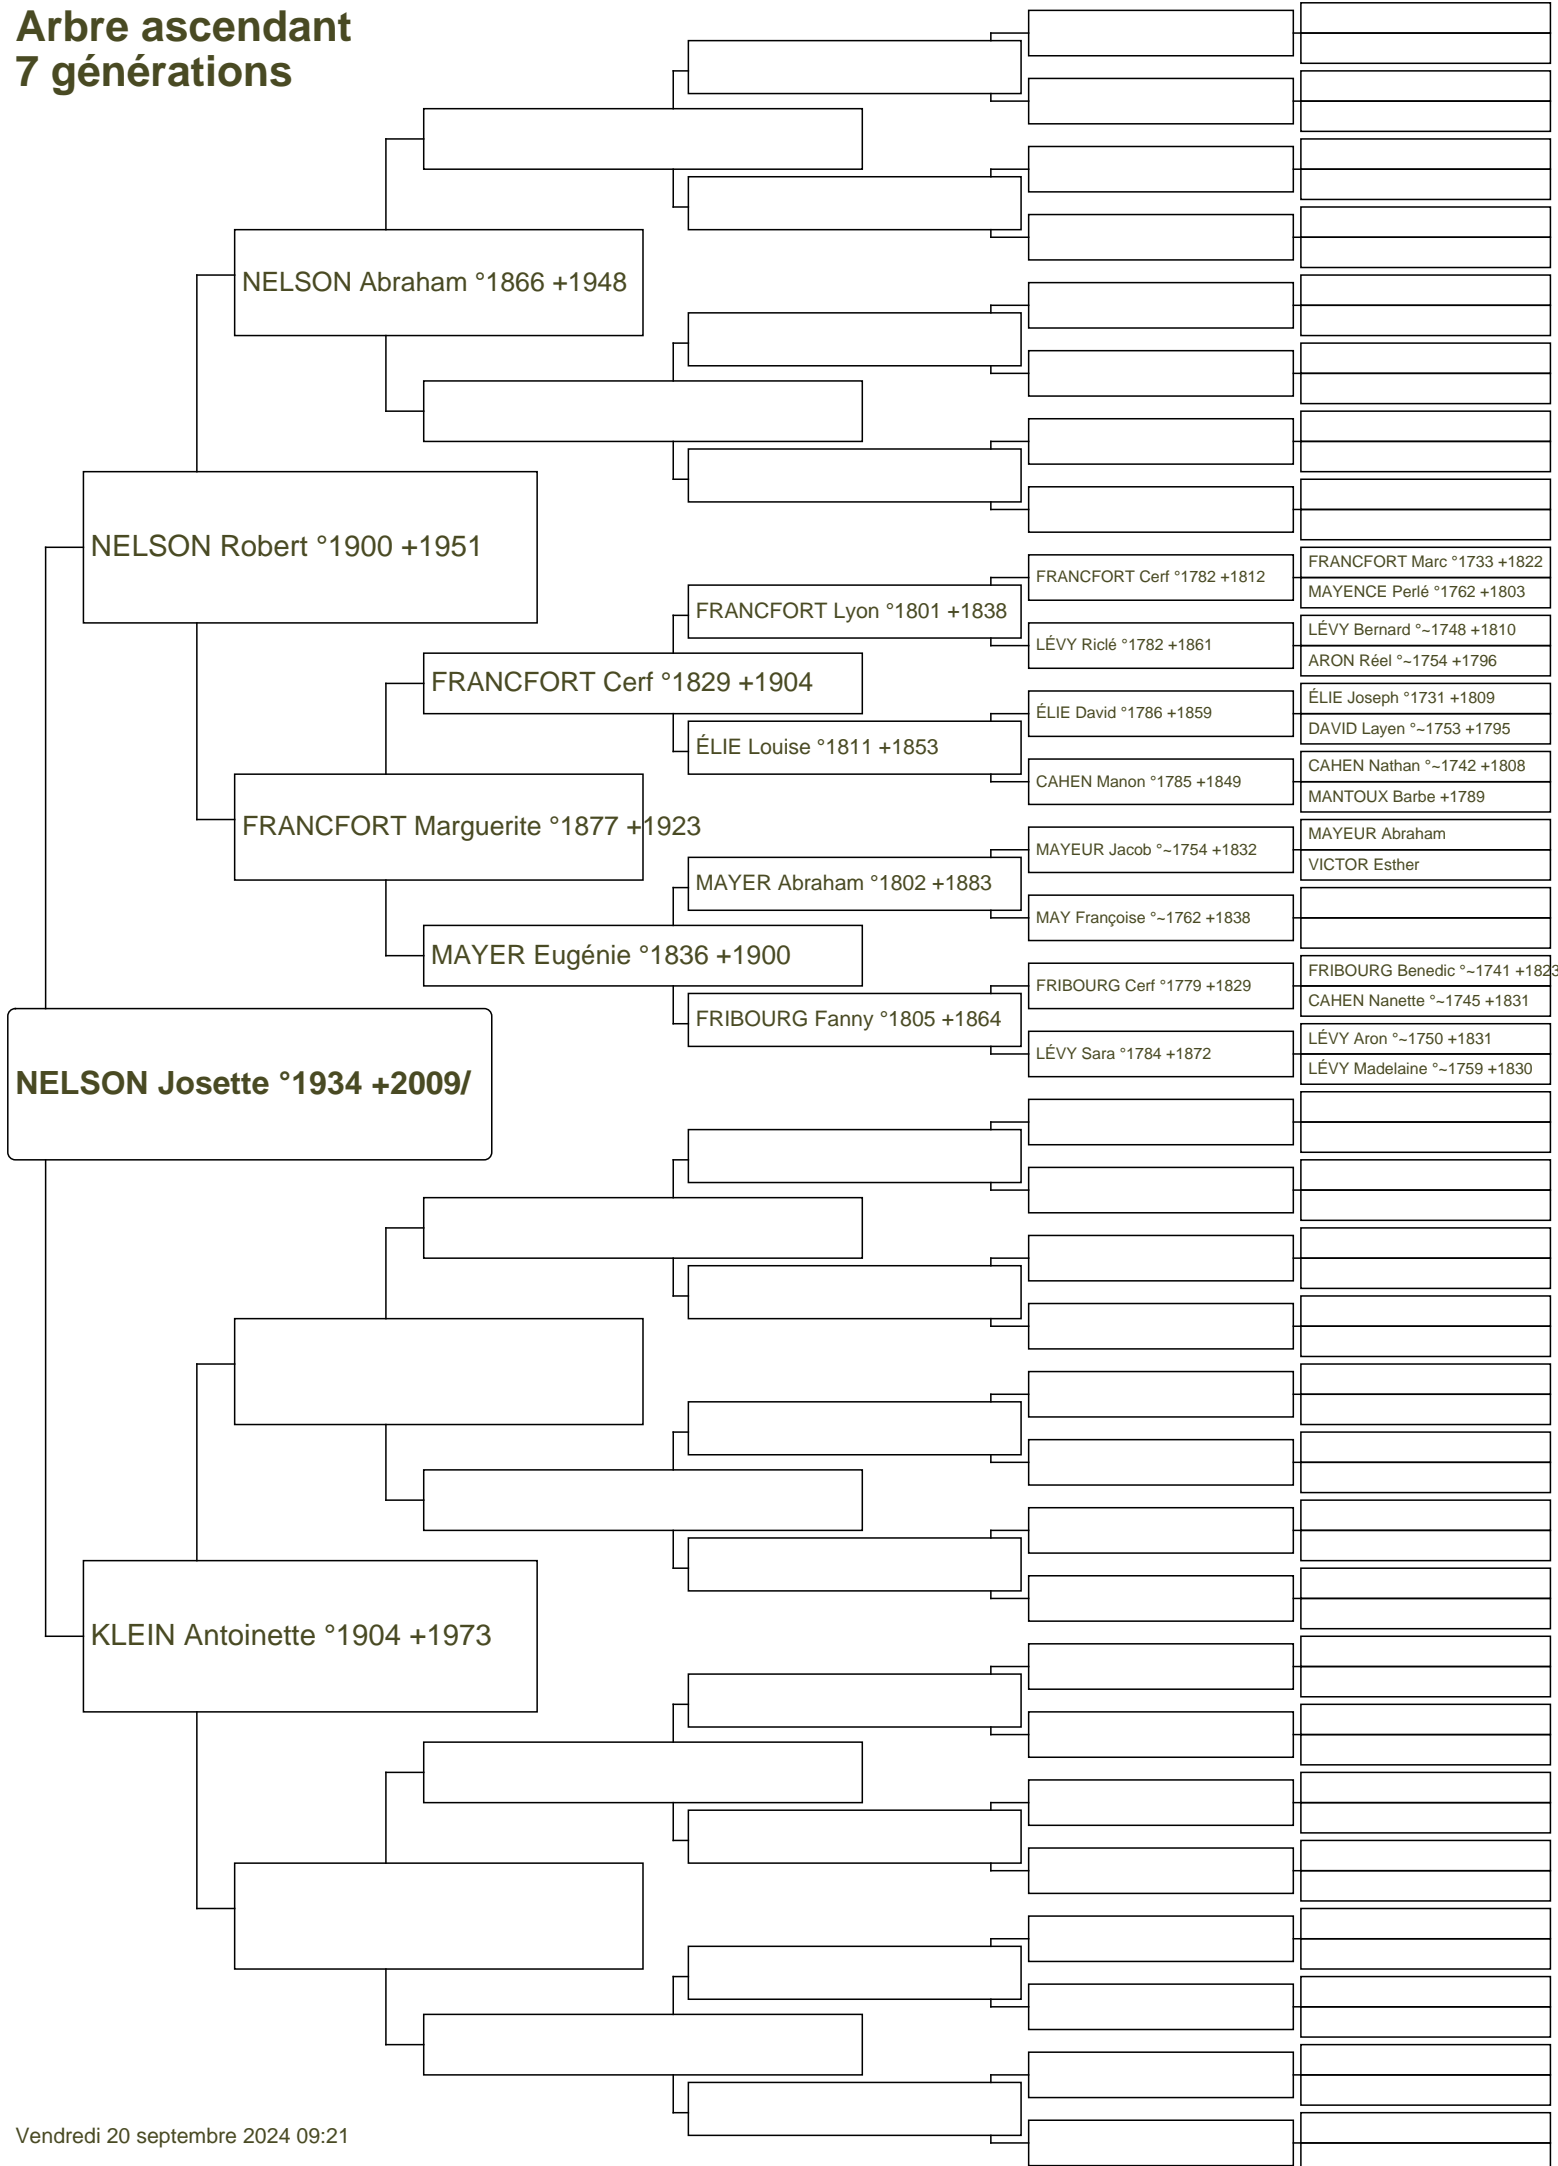 Arbre ascendant
7 générations
NELSON Abraham °1866 +1948
NELSON Robert °1900 +1951
FRANCFORT Marc °1733 +1822
FRANCFORT Cerf °1782 +1812
MAYENCE Perlé °1762 +1803
FRANCFORT Lyon °1801 +1838
LÉVY Bernard °~1748 +1810
LÉVY Riclé °1782 +1861
ARON Réel °~1754 +1796
FRANCFORT Cerf °1829 +1904
ÉLIE Joseph °1731 +1809
ÉLIE David °1786 +1859
DAVID Layen °~1753 +1795
ÉLIE Louise °1811 +1853
CAHEN Nathan °~1742 +1808
CAHEN Manon °1785 +1849
MANTOUX Barbe +1789
FRANCFORT Marguerite °1877 +1923
MAYEUR Abraham
MAYEUR Jacob °~1754 +1832
VICTOR Esther
MAYER Abraham °1802 +1883
MAY Françoise °~1762 +1838
MAYER Eugénie °1836 +1900
FRIBOURG Benedic °~1741 +1823
FRIBOURG Cerf °1779 +1829
CAHEN Nanette °~1745 +1831
FRIBOURG Fanny °1805 +1864
LÉVY Aron °~1750 +1831
LÉVY Sara °1784 +1872
LÉVY Madelaine °~1759 +1830
NELSON Josette °1934 +2009/
KLEIN Antoinette °1904 +1973
Vendredi 20 septembre 2024 09:21